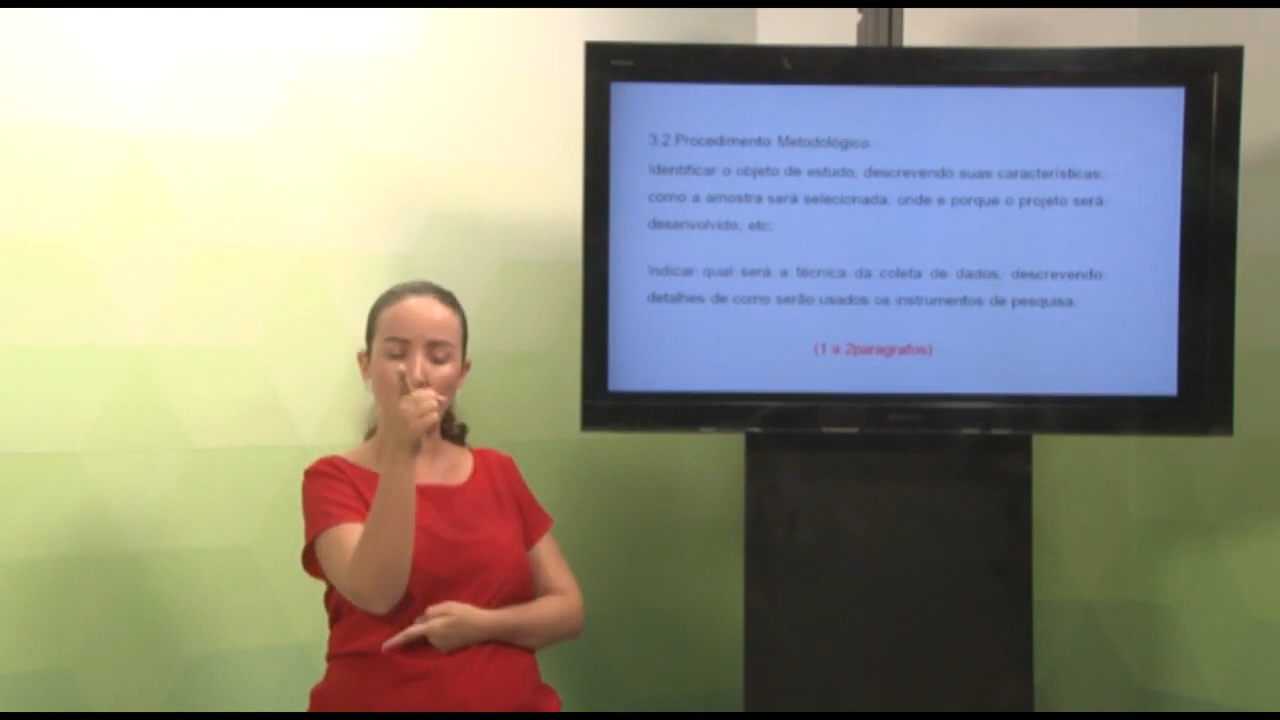 3.2 Procedimento Metodológico
Identificar o objeto de estudo, descrevendo suas características,
como a amostra será selecionada, onde e porque o projeto será
desenvolvido, etc.
Indicar qual será a técnica da coleta de dados, descrevendo
detalhes de como serão usados os instrumentos de pesquisa.
(1 a 2paragrafos)